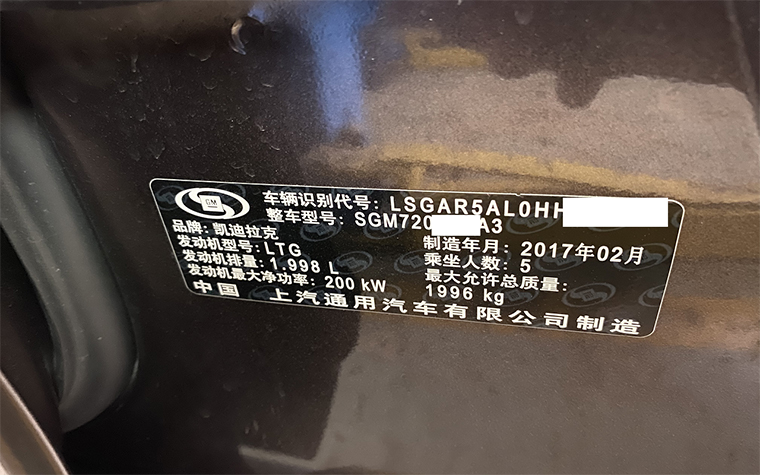 GM
车辆识别代号: LSGAR5AL0HH
整车型号: SGM720 A3
品牌: 凯迪拉克
制造年月: 2017年02月
发动机型号: LTG
乘坐人数: 5
发动机排量: 1.998 L
最大允许总质量:
发动机最大净功率: 200 kW
1996 kg
中国 上汽通用汽车有限公司制造